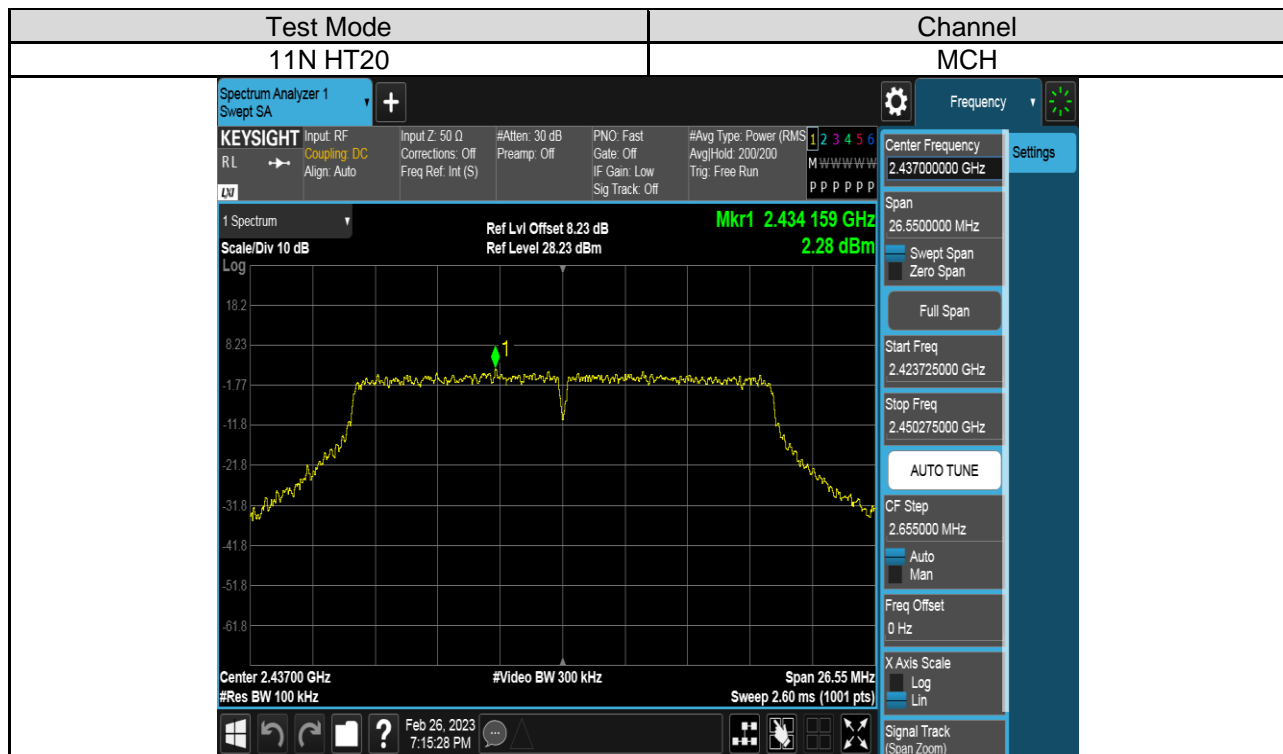 Test Mode Channel
11N HT20 MCH
Spectrum Analyzer 1
Swept SA
Frequency
KEYSIGHT Input: RF Input Z: 50 Ω #Atten: 30 dB PNO: Fast #Avg Type: Power (RMS 1 2 3 4 5 6
RL Coupling: DC Corrections: Off Preamp: Off Gate: Off Avg|Hold: 200/200 M W W W W W
Align: Auto Freq Ref: Int (S) IF Gain: Low Trig: Free Run
LXI Sig Track: Off P P P P P P
1 Spectrum
Scale/Div 10 dB
Ref Lvl Offset 8.23 dB
Ref Level 28.23 dBm
Mkr1 2.434 159 GHz
2.28 dBm
Log
18.2
8.23
-1.77
-11.8
-21.8
-31.8
-41.8
-51.8
-61.8
1
Center 2.43700 GHz #Video BW 300 kHz Span 26.55 MHz
#Res BW 100 kHz Sweep 2.60 ms (1001 pts)
Feb 26, 2023
7:15:28 PM
Center Frequency
2.437000000 GHz
Settings
Span
26.5500000 MHz
Swept Span
Zero Span
Full Span
Start Freq
2.423725000 GHz
Stop Freq
2.450275000 GHz
AUTO TUNE
CF Step
2.655000 MHz
Auto
Man
Freq Offset
0 Hz
X Axis Scale
Log
Lin
Signal Track
(Span Zoom)